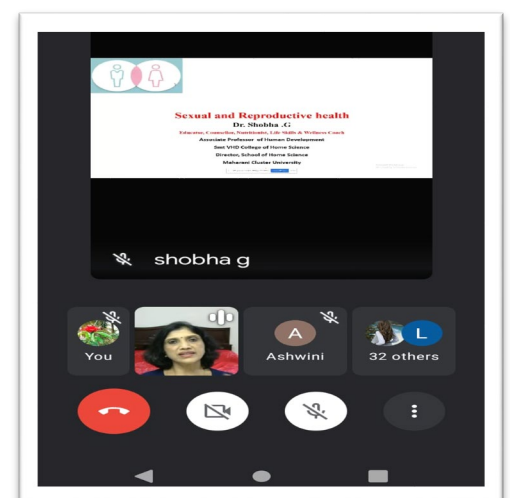 Sexual and Reproductive health
Dr. Shobha .G
Educator, Counsellor, Nutritionist, Life Skills & Wellness Coach
Associate Professor of Human Development
Smt VHD College of Home Science
Director, School of Home Science
Maharani Cluster University
shobha g
A
L
You
Ashwini
32 others